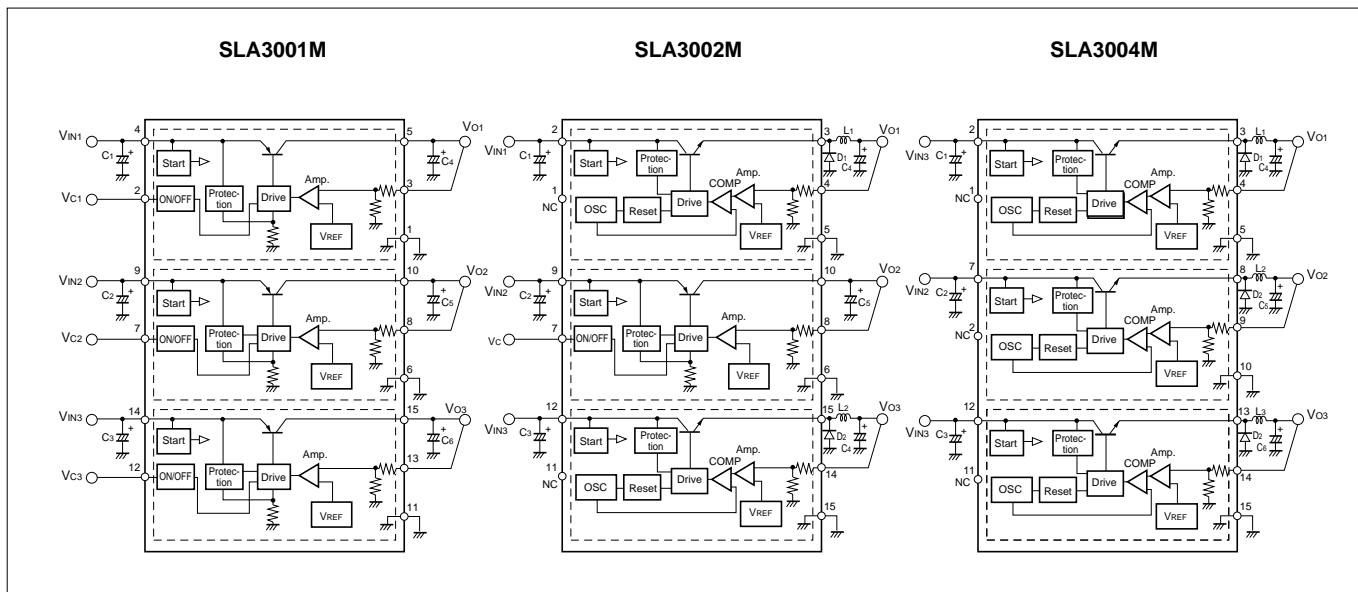 SLA3001M
SLA3002M
SLA3004M
VIN1
4
5
VO1
C1
+
Start
+
C4
VC1
2
ON/OFF
Protec-
tion
Drive
Amp.
3
VREF
1
VIN2
9
10
VO2
C2
+
Start
+
C5
VC2
7
ON/OFF
Protec-
tion
Drive
Amp.
8
VREF
6
VIN3
14
15
VO3
C3
+
Start
+
C6
VC3
12
ON/OFF
Protec-
tion
Drive
Amp.
13
VREF
11
VIN1
2
3
L1
VO1
C1
+
Start
Protec-
tion
D1
+
C4
1
NC
OSC
Reset
Drive
COMP
Amp.
4
VREF
5
VIN2
9
10
VO2
C2
+
Start
+
C5
VC
7
ON/OFF
Protec-
tion
Drive
Amp.
8
VREF
6
VIN3
12
15
L2
VO3
C3
+
Start
Protec-
tion
D2
+
C4
11
NC
OSC
Reset
Drive
COMP
Amp.
14
VREF
15
VIN3
2
3
L1
VO1
C1
+
Start
Protec-
tion
D1
+
C4
1
NC
OSC
Reset
Drive
COMP
Amp.
4
VREF
5
VIN2
7
8
L2
VO2
C2
+
Start
Protec-
tion
D2
+
C5
2
NC
OSC
Reset
Drive
COMP
Amp.
9
VREF
10
VIN3
12
13
L3
VO3
C3
+
Start
Protec-
tion
D2
+
C6
11
NC
OSC
Reset
Drive
COMP
Amp.
14
VREF
15